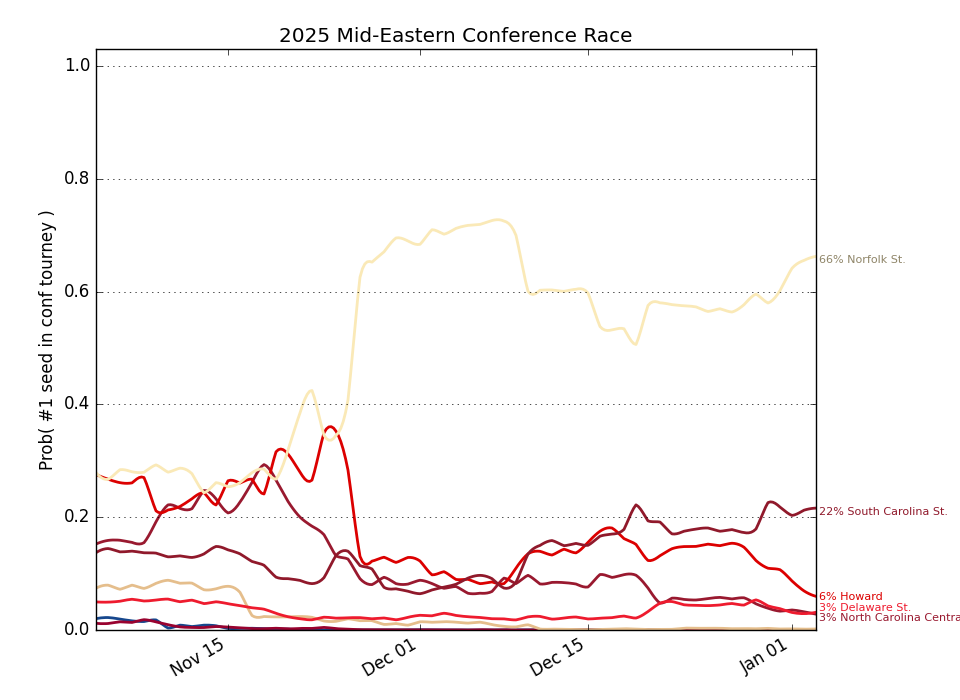 2025 Mid-Eastern Conference Race
1.0
0.8
0.6
0.4
0.2
0.0
Prob( #1 seed in conf tourney )
66% Norfolk St.
22% South Carolina St.
6% Howard
3% Delaware St.
3% North Carolina Centra
Nov 15
Dec 01
Dec 15
Jan 01